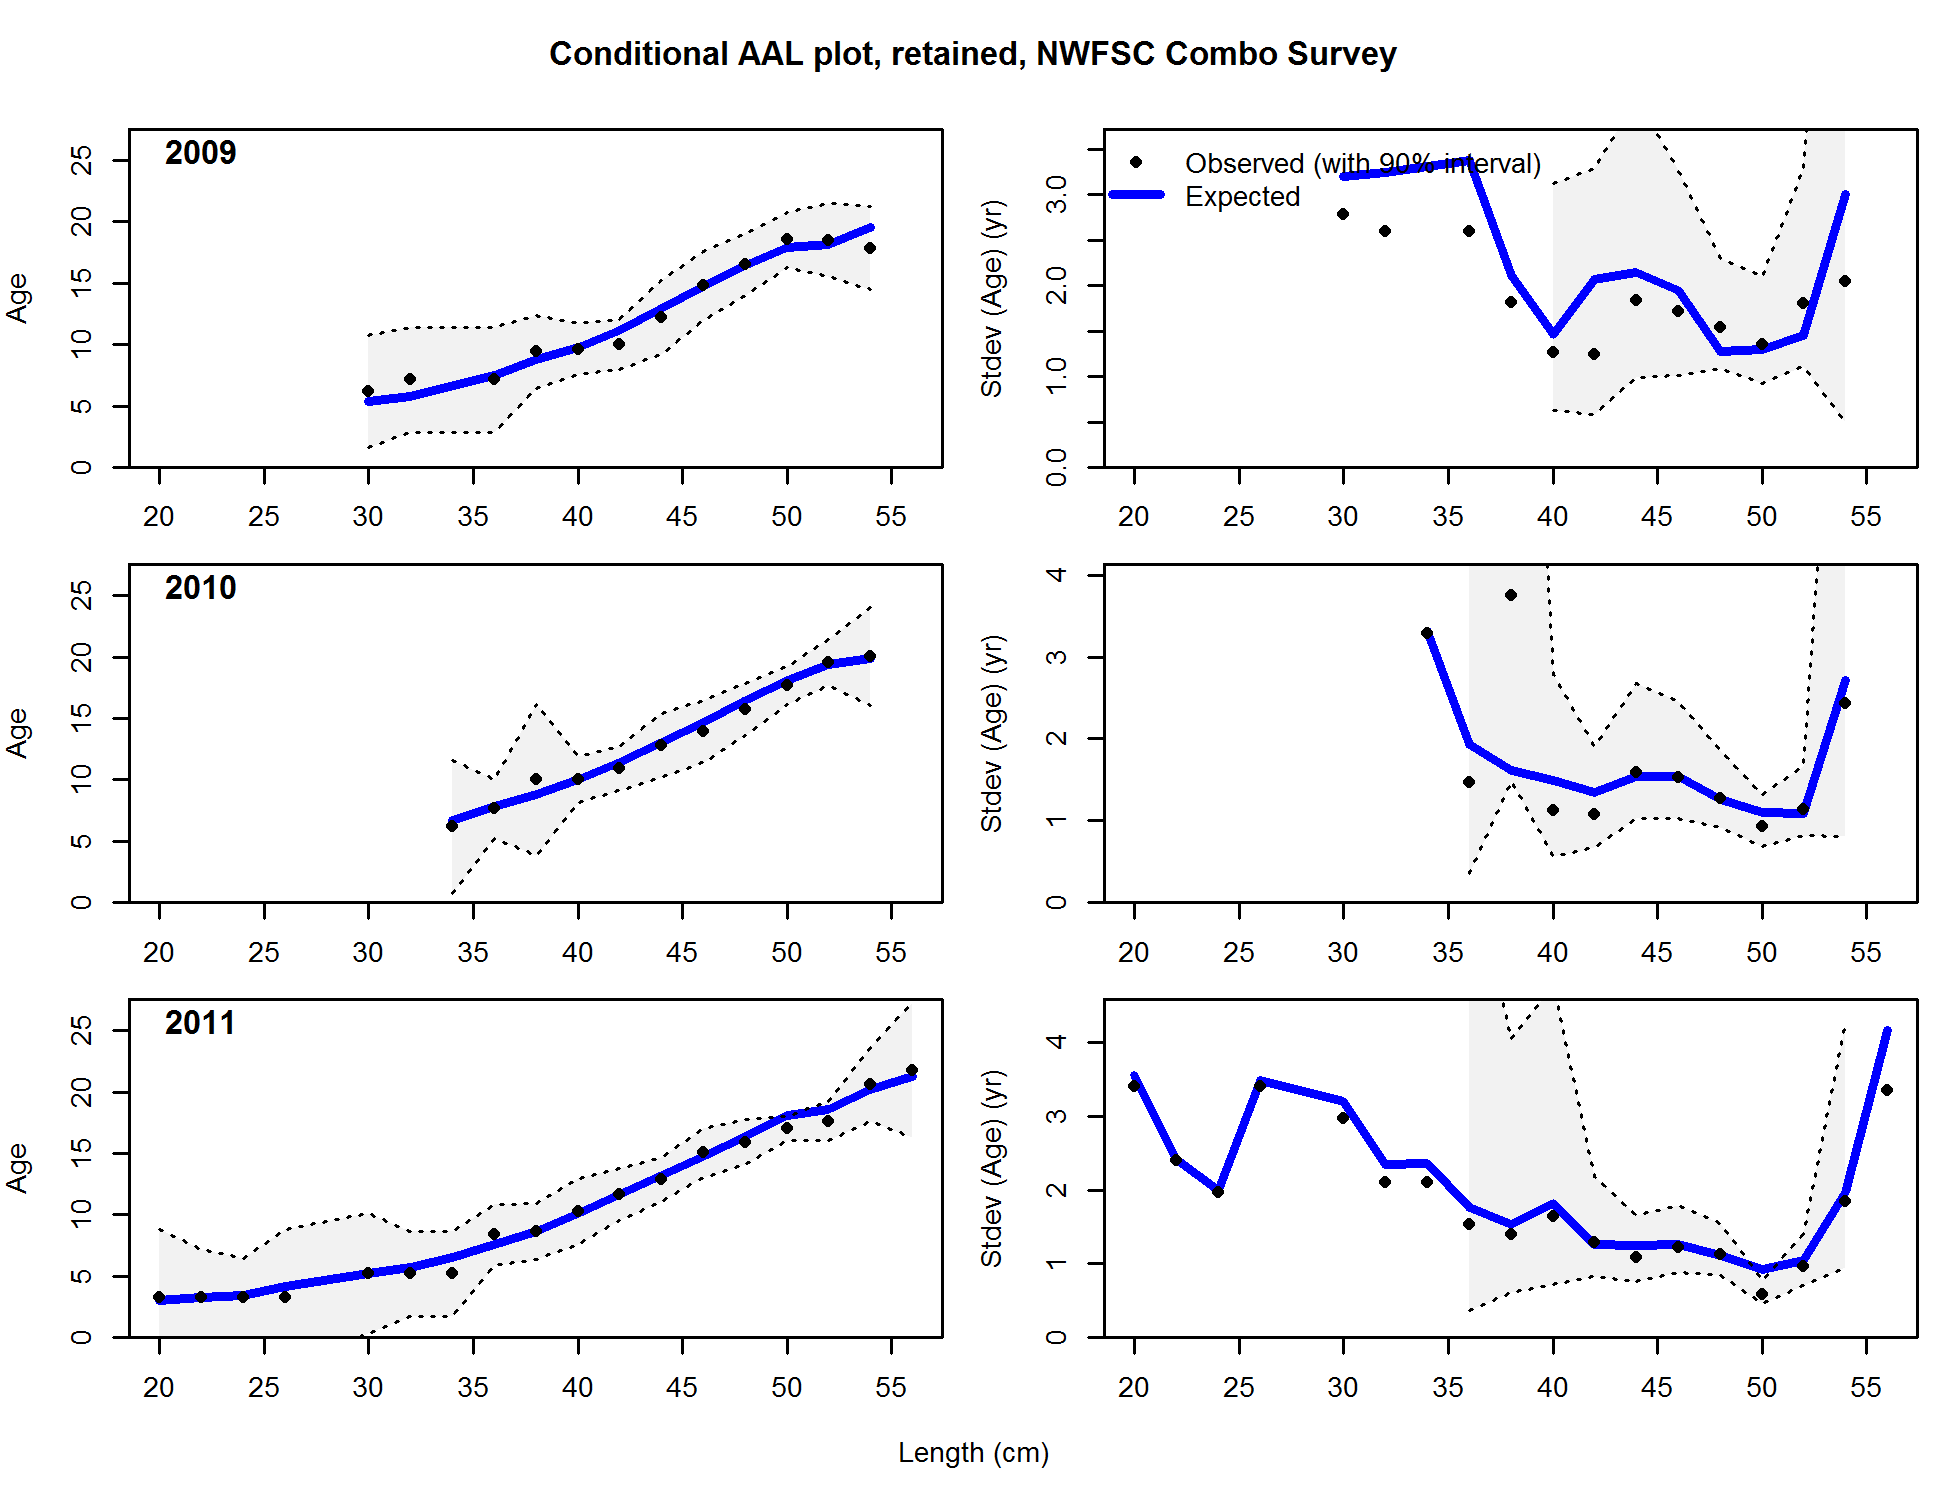 Conditional AAL plot, retained, NWFSC Combo Survey
2009
Age
0 5 10 15 20 25
20 25 30 35 40 45 50 55
Observed (with 90% interval)
Expected
Stdev (Age) (yr)
0.0 1.0 2.0 3.0
20 25 30 35 40 45 50 55
2010
Age
0 5 10 15 20 25
20 25 30 35 40 45 50 55
Stdev (Age) (yr)
0 1 2 3 4
20 25 30 35 40 45 50 55
2011
Age
0 5 10 15 20 25
20 25 30 35 40 45 50 55
Stdev (Age) (yr)
0 1 2 3 4
20 25 30 35 40 45 50 55
Length (cm)